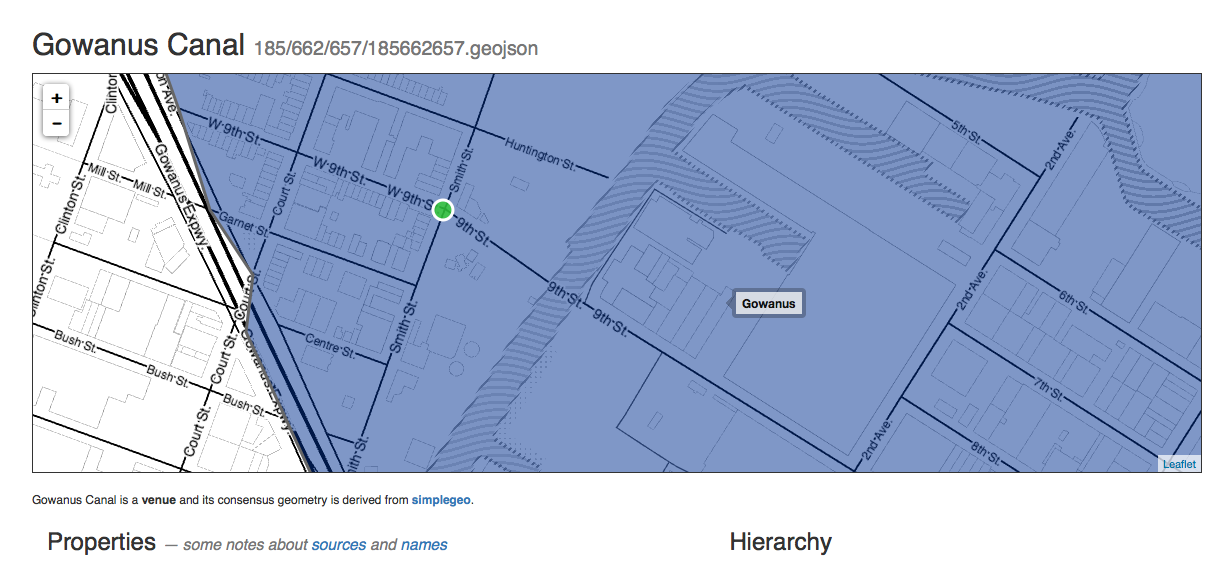 Gowanus Canal 185/662/657/185662657.geojson
+
−
Clinton
on Ave.
W 9th St.
Huntington St.
5th St.
2nd Ave.
Gowanus Expwy.
Mill St.
Mill St.
W 9th St.
Smith St.
Clinton St.
Court St.
W 9th St.
9th St.
Garnet St.
Clinton St.
Court St.
9th St.
9th St.
Gowanus
2nd Ave.
6th St.
Smith St.
Centre St.
Bush St.
Court St.
Gowanus Expwy.
Bush St.
7th St.
Bush St.
Court St.
mith St.
2nd Ave.
8th St.
Leaflet
Gowanus Canal is a venue and its consensus geometry is derived from simplegeo.
Properties — some notes about sources and names
Hierarchy